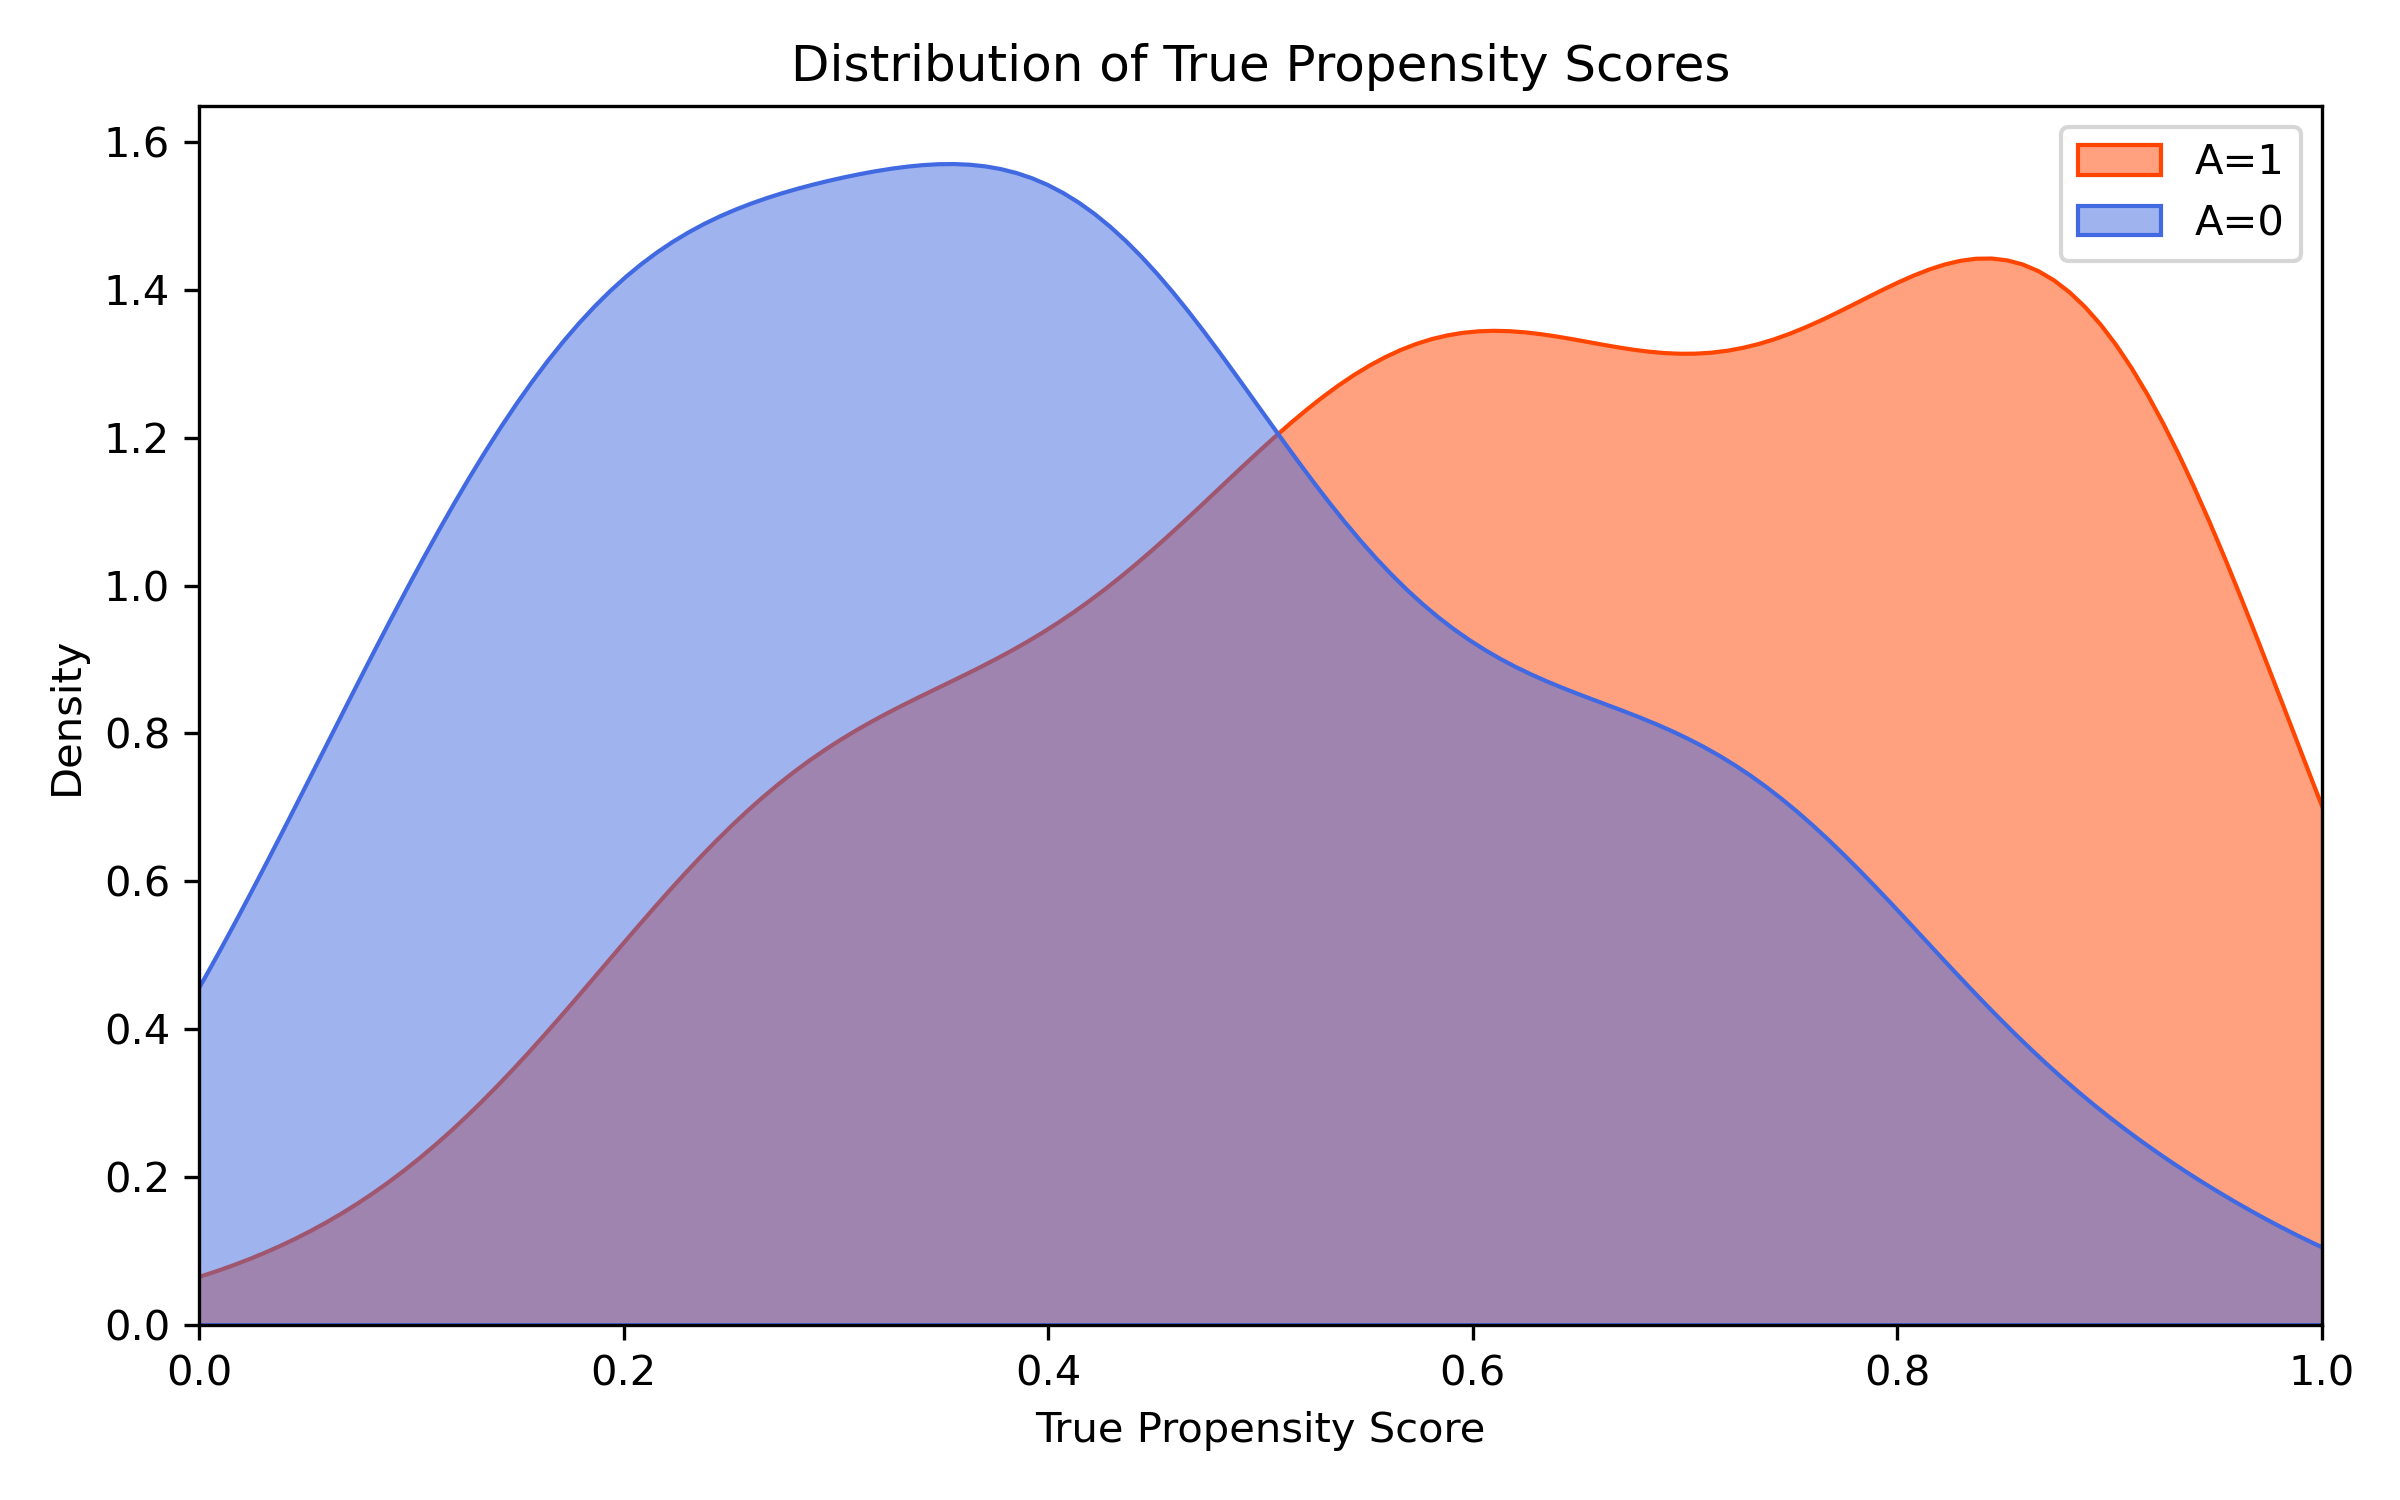 Distribution of True Propensity Scores
A=1
A=0
Density
1.6
1.4
1.2
1.0
0.8
0.6
0.4
0.2
0.0
0.0 0.2 0.4 0.6 0.8 1.0
True Propensity Score